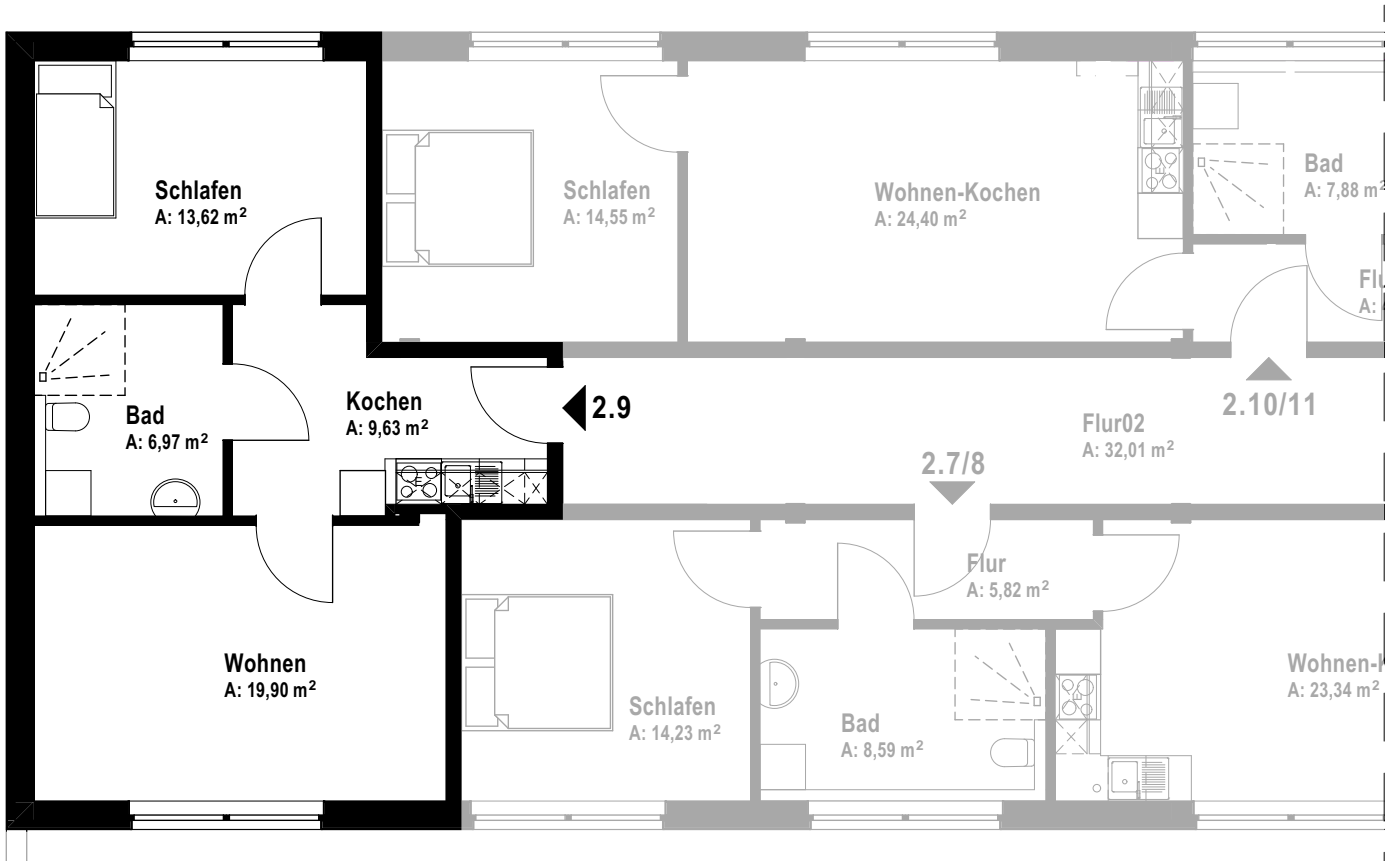 Schlafen
A: 13,62 m²
Schlafen
A: 14,55 m²
Wohnen-Kochen
A: 24,40 m²
Bad
A: 7,88 m²
Flu
A:
Bad
A: 6,97 m²
Kochen
A: 9,63 m²
2.9
2.10/11
Flur02
A: 32,01 m²
2.7/8
Flur
A: 5,82 m²
Wohnen
A: 19,90 m²
Schlafen
A: 14,23 m²
Bad
A: 8,59 m²
Wohnen-K
A: 23,34 m²